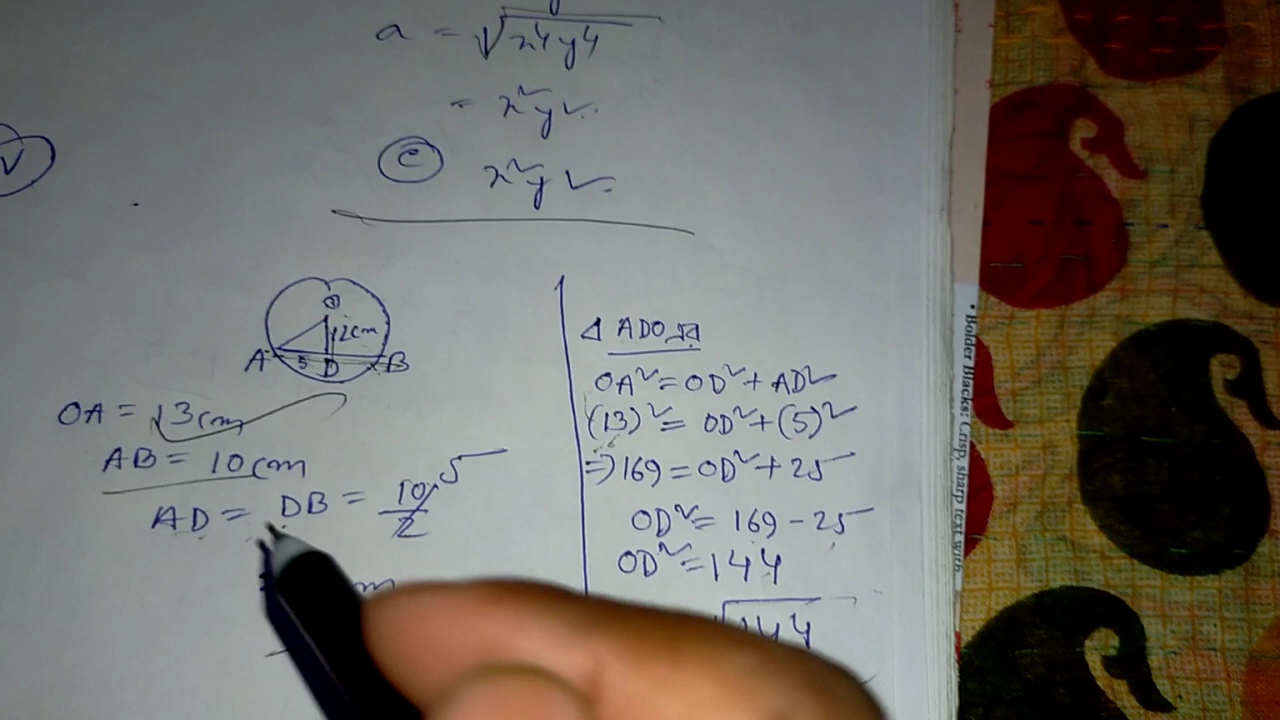 a = √x⁴y⁴
= x²y²
ⓒ x²y²
O
12cm
A 5 D B
OA = 13cm
AB = 10cm
AD = DB = 10/2 5
cm
Δ ADO এর
OA² = OD² + AD²
(13)² = OD² + (5)²
⇒ 169 = OD² + 25
OD² = 169 - 25
OD² = 144
√144
• Bolder Blacks: Crisp, sharp text with